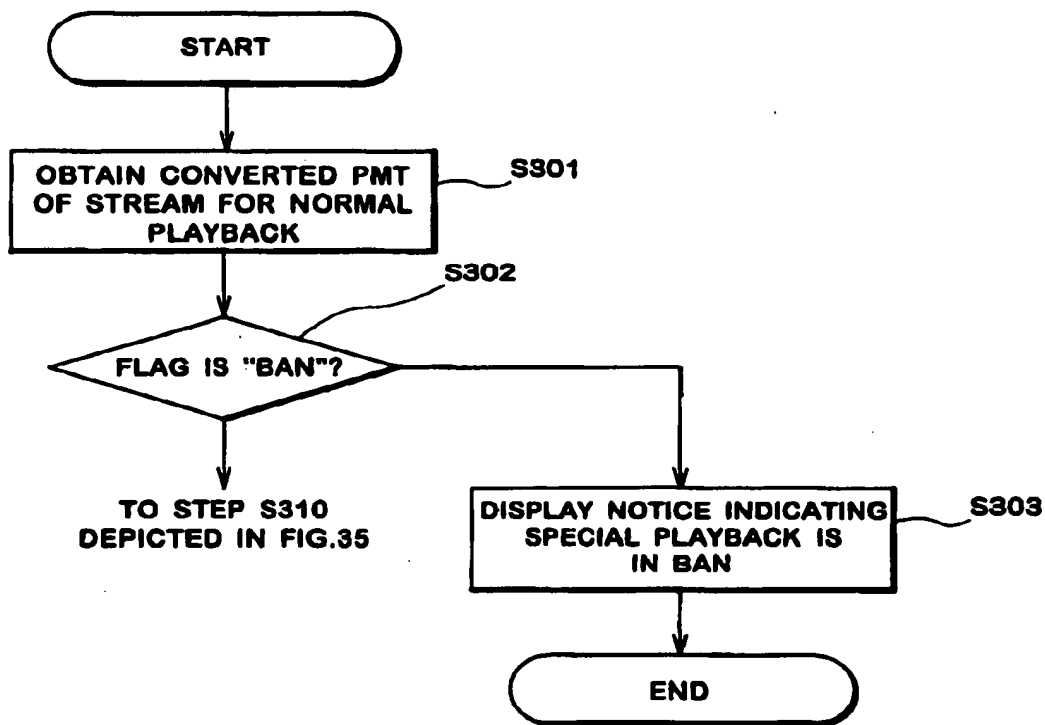 START
OBTAIN CONVERTED PMT
OF STREAM FOR NORMAL
PLAYBACK
S301
S302
FLAG IS "BAN"?
TO STEP S310
DEPICTED IN FIG.35
DISPLAY NOTICE INDICATING
SPECIAL PLAYBACK IS
IN BAN
S303
END